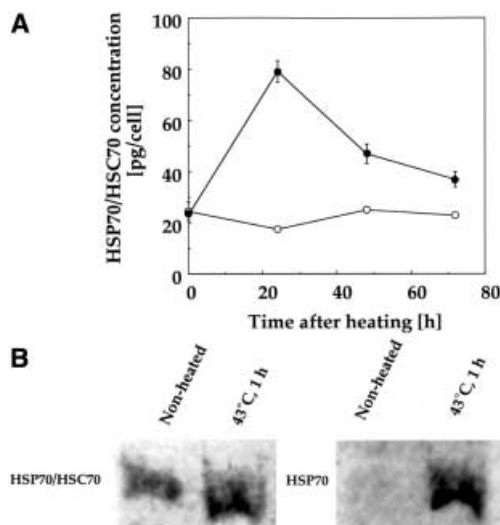 A
HSP70/HSC70 concentration
[pg/cell]
100
80
60
40
20
0
0 20 40 60 80
Time after heating [h]
B
Non-heated 43°C, 1 h Non-heated 43°C, 1 h
HSP70/HSC70 HSP70